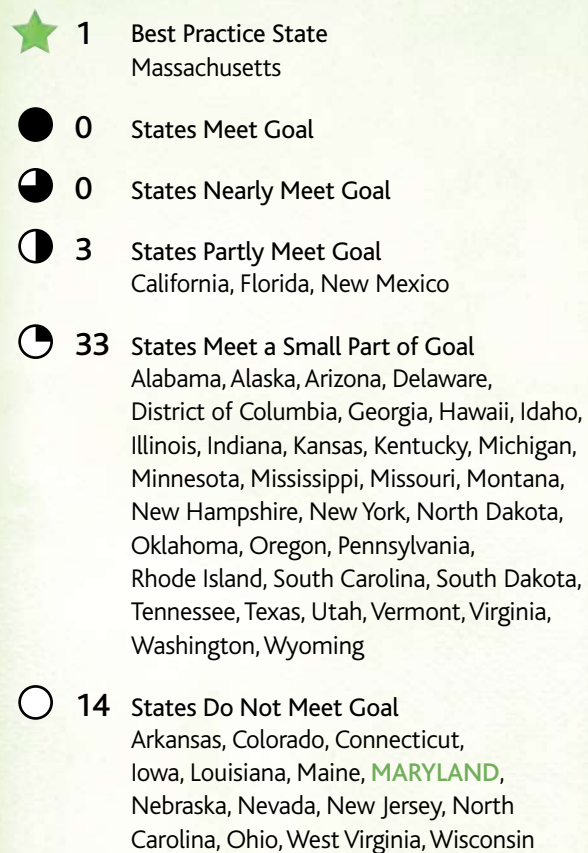 1 Best Practice State
Massachusetts
0 States Meet Goal
0 States Nearly Meet Goal
3 States Partly Meet Goal
California, Florida, New Mexico
33 States Meet a Small Part of Goal
Alabama, Alaska, Arizona, Delaware,
District of Columbia, Georgia, Hawaii, Idaho,
Illinois, Indiana, Kansas, Kentucky, Michigan,
Minnesota, Mississippi, Missouri, Montana,
New Hampshire, New York, North Dakota,
Oklahoma, Oregon, Pennsylvania,
Rhode Island, South Carolina, South Dakota,
Tennessee, Texas, Utah, Vermont, Virginia,
Washington, Wyoming
14 States Do Not Meet Goal
Arkansas, Colorado, Connecticut,
Iowa, Louisiana, Maine, MARYLAND,
Nebraska, Nevada, New Jersey, North
Carolina, Ohio, West Virginia, Wisconsin